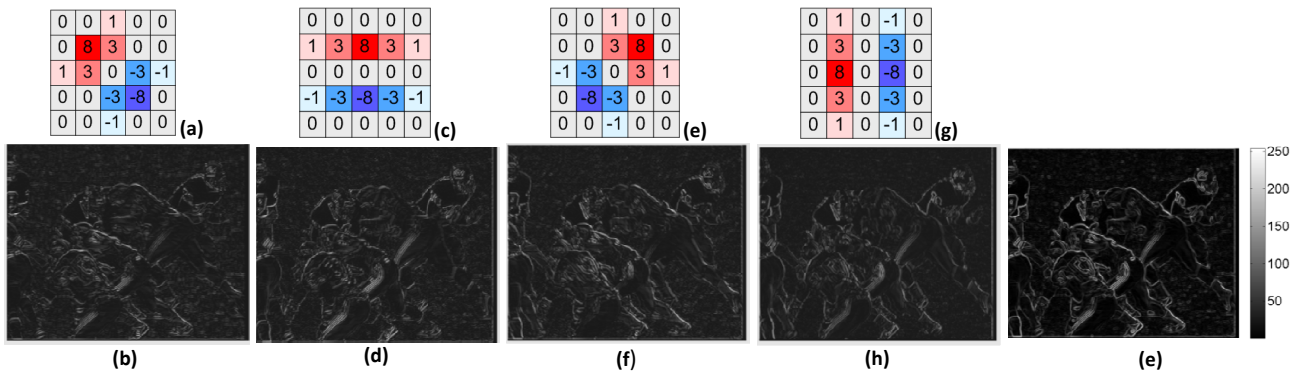 0 0 1 0 0
0 8 3 0 0
1 3 0 -3 -1
0 0 -3 -8 0
0 0 -1 0 0
(a)
0 0 0 0 0
1 3 8 3 1
0 0 0 0 0
-1 -3 -8 -3 -1
0 0 0 0 0
(c)
0 0 1 0 0
0 0 3 8 0
-1 -3 0 3 1
0 -8 -3 0 0
0 0 -1 0 0
(e)
0 1 0 -1 0
0 3 0 -3 0
0 8 0 -8 0
0 3 0 -3 0
0 1 0 -1 0
(g)
250
200
150
100
50
(b)
(d)
(f)
(h)
(e)